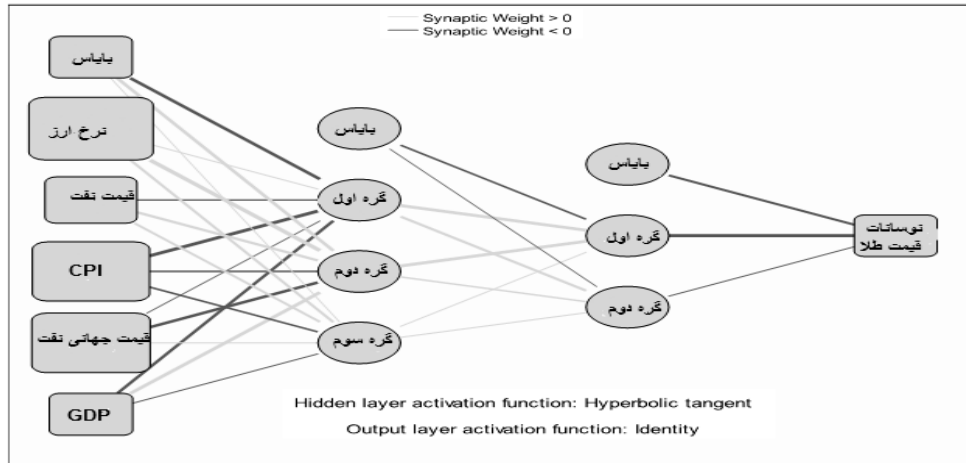 Synaptic Weight > 0
Synaptic Weight < 0
بایاس
نرخ ارز
قیمت نفت
CPI
قیمت جهانی نفت
GDP
بایاس
گره اول
گره دوم
گره سوم
بایاس
گره اول
گره دوم
نوسانات
قیمت طلا
Hidden layer activation function: Hyperbolic tangent
Output layer activation function: Identity